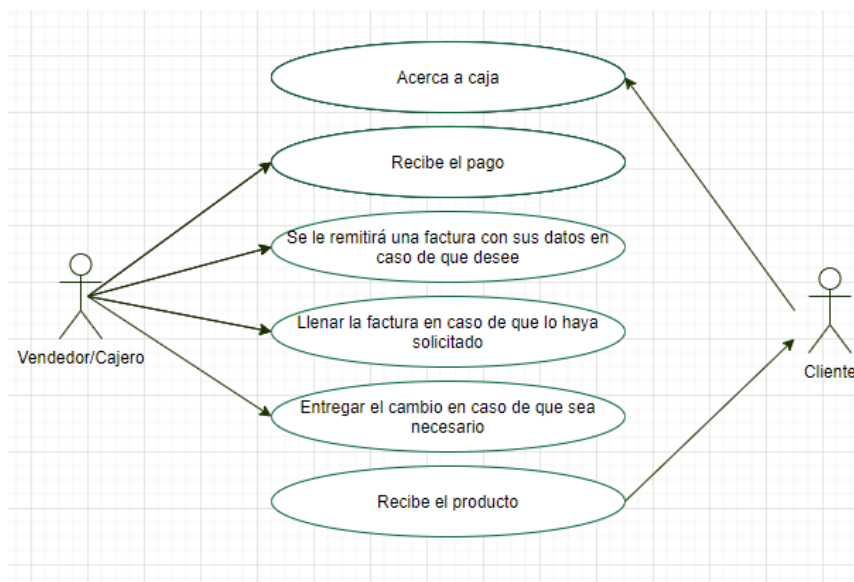 Acerca a caja
Recibe el pago
Se le remitirá una factura con sus datos en
caso de que desee
Llenar la factura en caso de que lo haya
solicitado
Vendedor/Cajero
Cliente
Entregar el cambio en caso de que sea
necesario
Recibe el producto